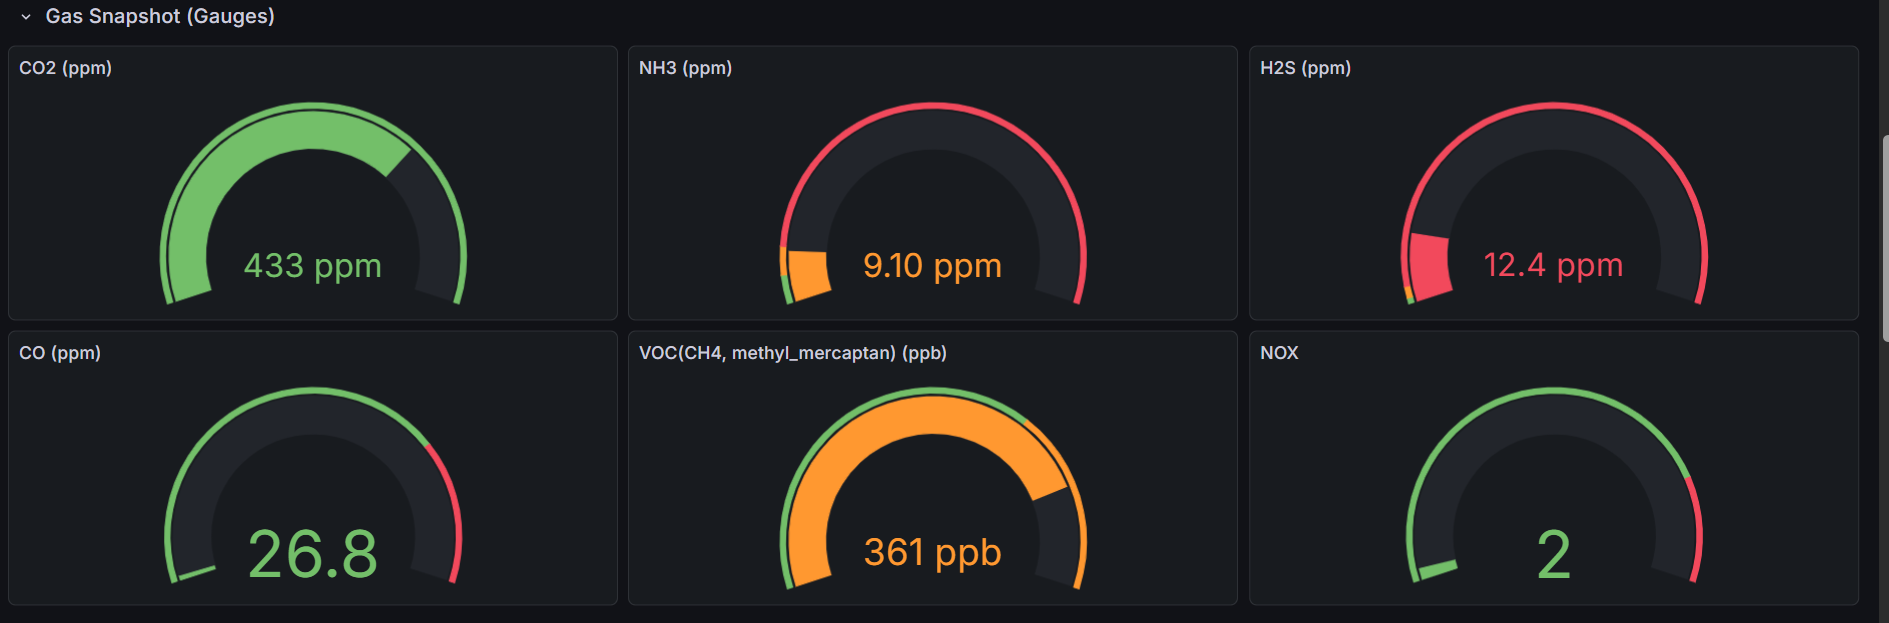 Gas Snapshot (Gauges)
CO2 (ppm)
433 ppm
NH3 (ppm)
9.10 ppm
H2S (ppm)
12.4 ppm
CO (ppm)
26.8
VOC(CH4, methyl_mercaptan) (ppb)
361 ppb
NOX
2